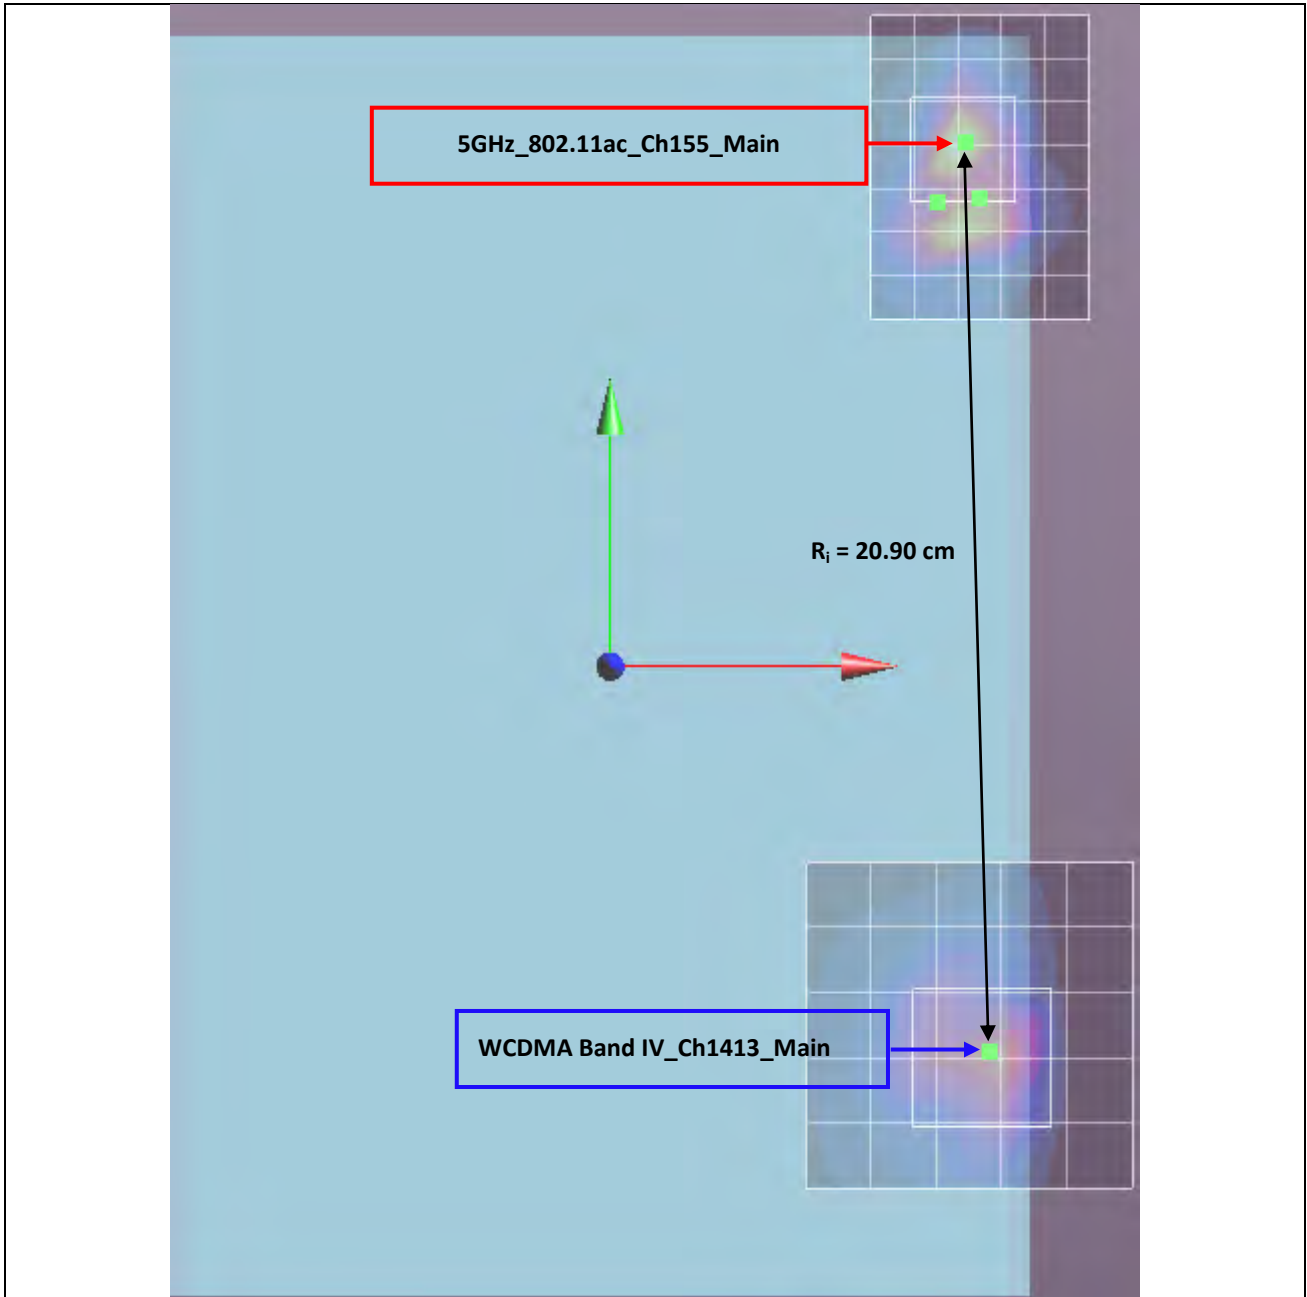 5GHz_802.11ac_Ch155_Main
Rᵢ = 20.90 cm
WCDMA Band IV_Ch1413_Main